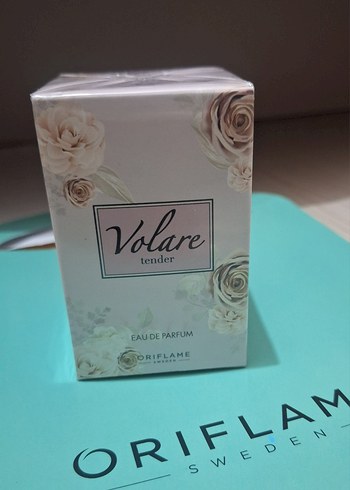 Volare
tender
EAU DE PARFUM
ORIFLAME
SWEDEN
ORIFLAM
SWEDEN